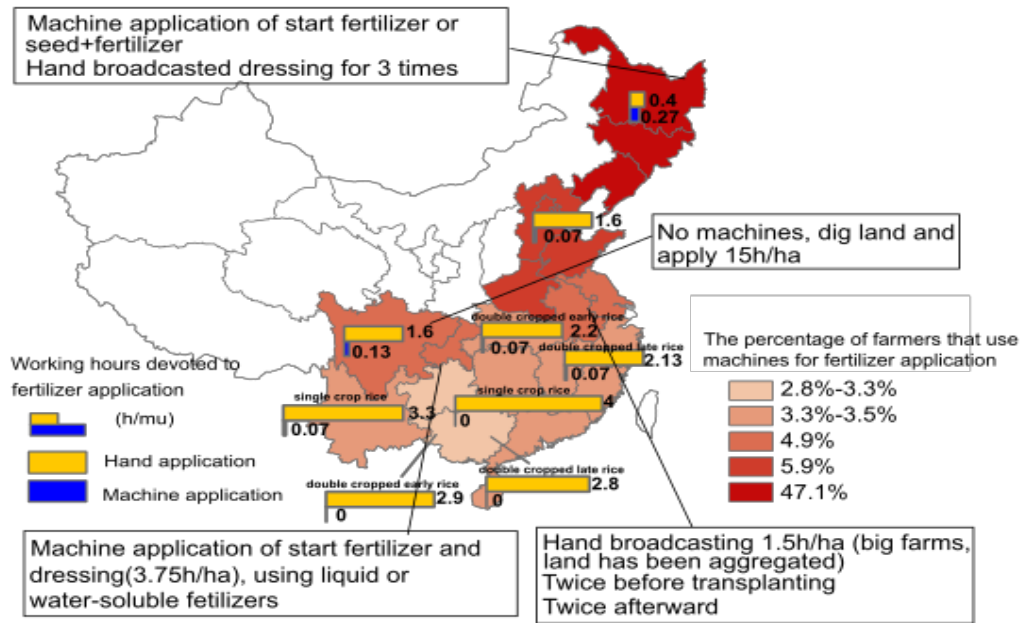 Machine application of start fertilizer or
seed+fertilizer
Hand broadcasted dressing for 3 times
0.4
0.27
1.6
0.07
No machines, dig land and
apply 15h/ha
double cropped early rice
1.6
2.2
0.13
0.07
double cropped late rice
2.13
0.07
The percentage of farmers that use
machines for fertilizer application
2.8%-3.3%
3.3%-3.5%
4.9%
5.9%
47.1%
Working hours devoted to
fertilizer application
(h/mu)
Hand application
Machine application
single crop rice
3.3
0.07
single crop rice
4
0
double cropped early rice
2.9
0
double cropped late rice
2.8
0
Machine application of start fertilizer and
dressing(3.75h/ha), using liquid or
water-soluble fetilizers
Hand broadcasting 1.5h/ha (big farms,
land has been aggregated)
Twice before transplanting
Twice afterward